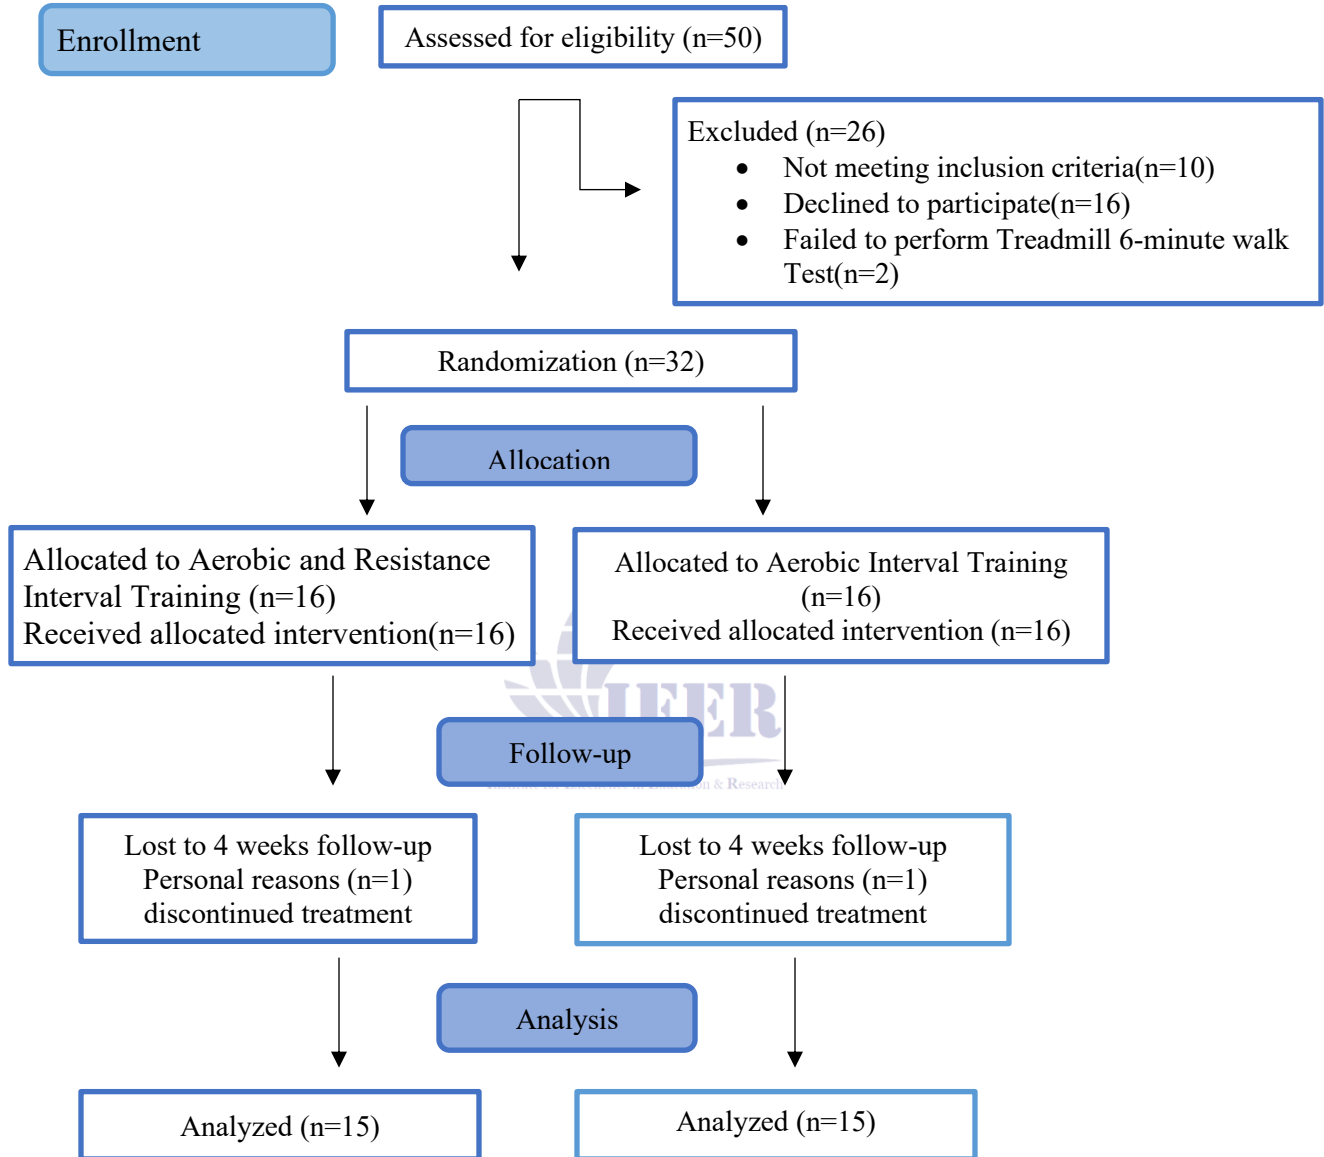 Enrollment
Assessed for eligibility (n=50)
Excluded (n=26)
• Not meeting inclusion criteria(n=10)
• Declined to participate(n=16)
• Failed to perform Treadmill 6-minute walk
Test(n=2)
Randomization (n=32)
Allocation
Allocated to Aerobic and Resistance
Interval Training (n=16)
Received allocated intervention(n=16)
Allocated to Aerobic Interval Training
(n=16)
Received allocated intervention (n=16)
IEER
Follow-up
& Research
Lost to 4 weeks follow-up
Personal reasons (n=1)
discontinued treatment
Lost to 4 weeks follow-up
Personal reasons (n=1)
discontinued treatment
Analysis
Analyzed (n=15)
Analyzed (n=15)